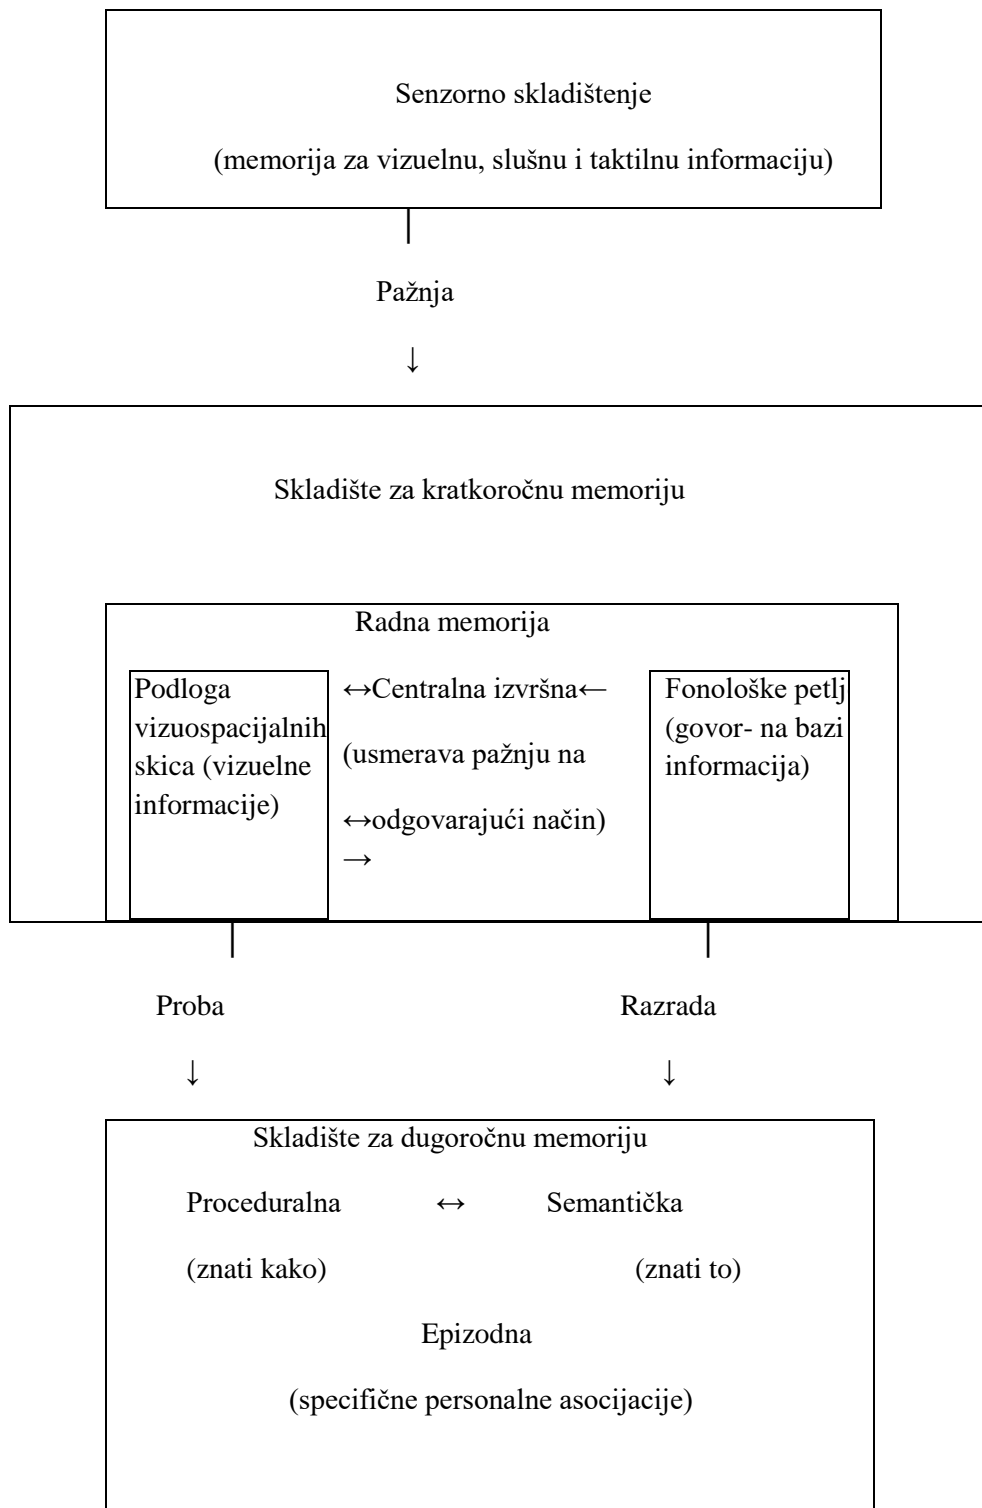 Senzorno skladištenje
(memorija za vizuelnu, slušnu i taktilnu informaciju)
Pažnja
↓
Skladište za kratkoročnu memoriju
Radna memorija
Podloga
vizuospacijalnih
skica (vizuelne
informacije)
↔Centralna izvršna←
(usmerava pažnju na
↔odgovarajući način)
→
Fonološke petlj
(govor- na bazi
informacija)
Proba
Razrada
↓ ↓
Skladište za dugoročnu memoriju
Proceduralna ↔ Semantička
(znati kako) (znati to)
Epizodna
(specifične personalne asocijacije)